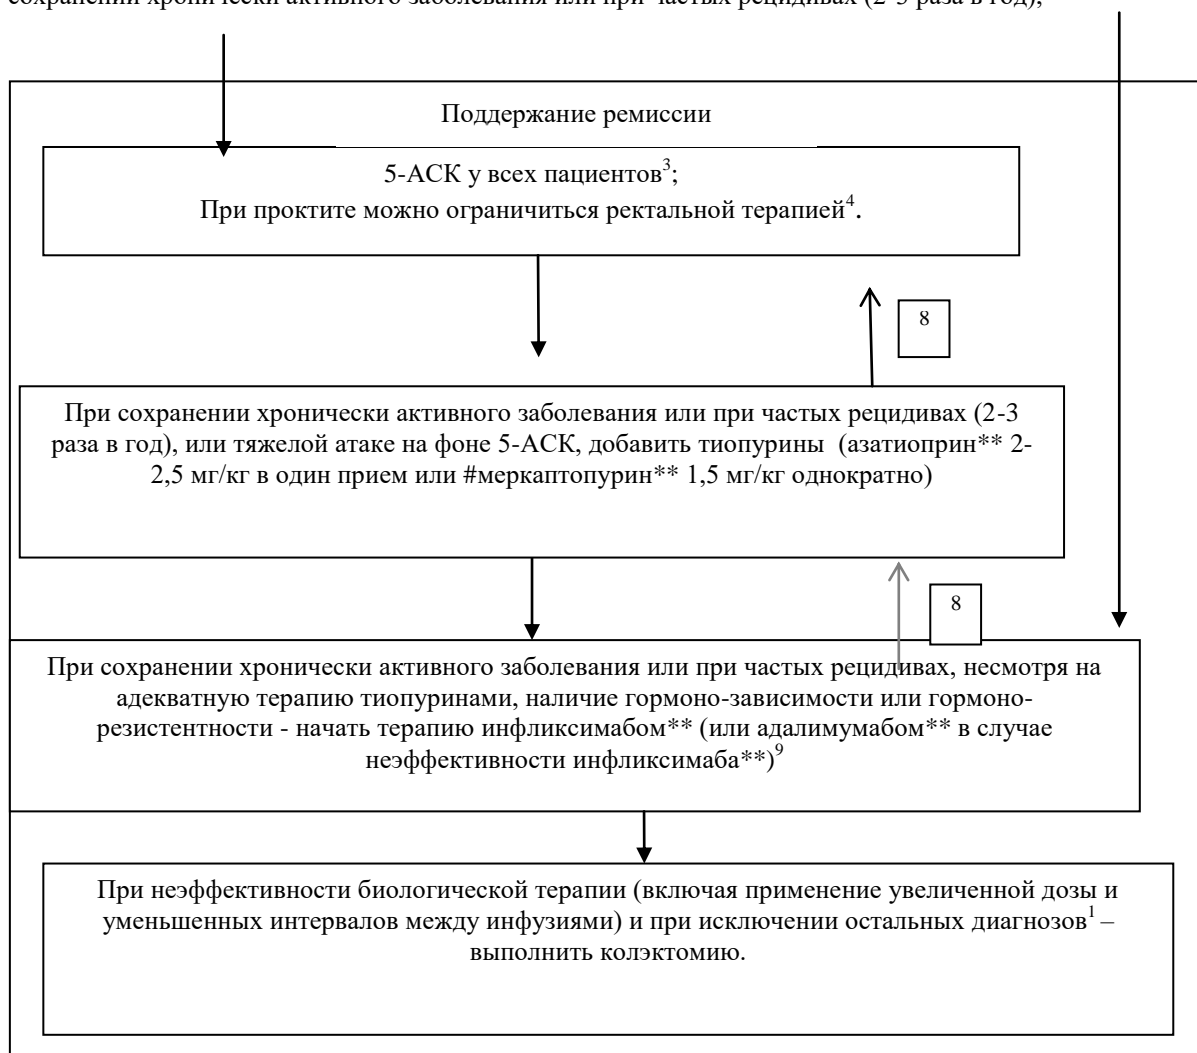 сохранении хронически активного заболевания или при частых рецидивах (2-3 раза в год),
Поддержание ремиссии
5-АСК у всех пациентов³;
При проктите можно ограничиться ректальной терапией⁴.
8
При сохранении хронически активного заболевания или при частых рецидивах (2-3
раза в год), или тяжелой атаке на фоне 5-АСК, добавить тиопурины (азатиоприн** 2-
2,5 мг/кг в один прием или #меркаптопурин** 1,5 мг/кг однократно)
8
При сохранении хронически активного заболевания или при частых рецидивах, несмотря на
адекватную терапию тиопуринами, наличие гормоно-зависимости или гормоно-
резистентности - начать терапию инфликсимабом** (или адалимумабом** в случае
неэффективности инфликсимаба**)⁹
При неэффективности биологической терапии (включая применение увеличенной дозы и
уменьшенных интервалов между инфузиями) и при исключении остальных диагнозов¹ –
выполнить колэктомию.